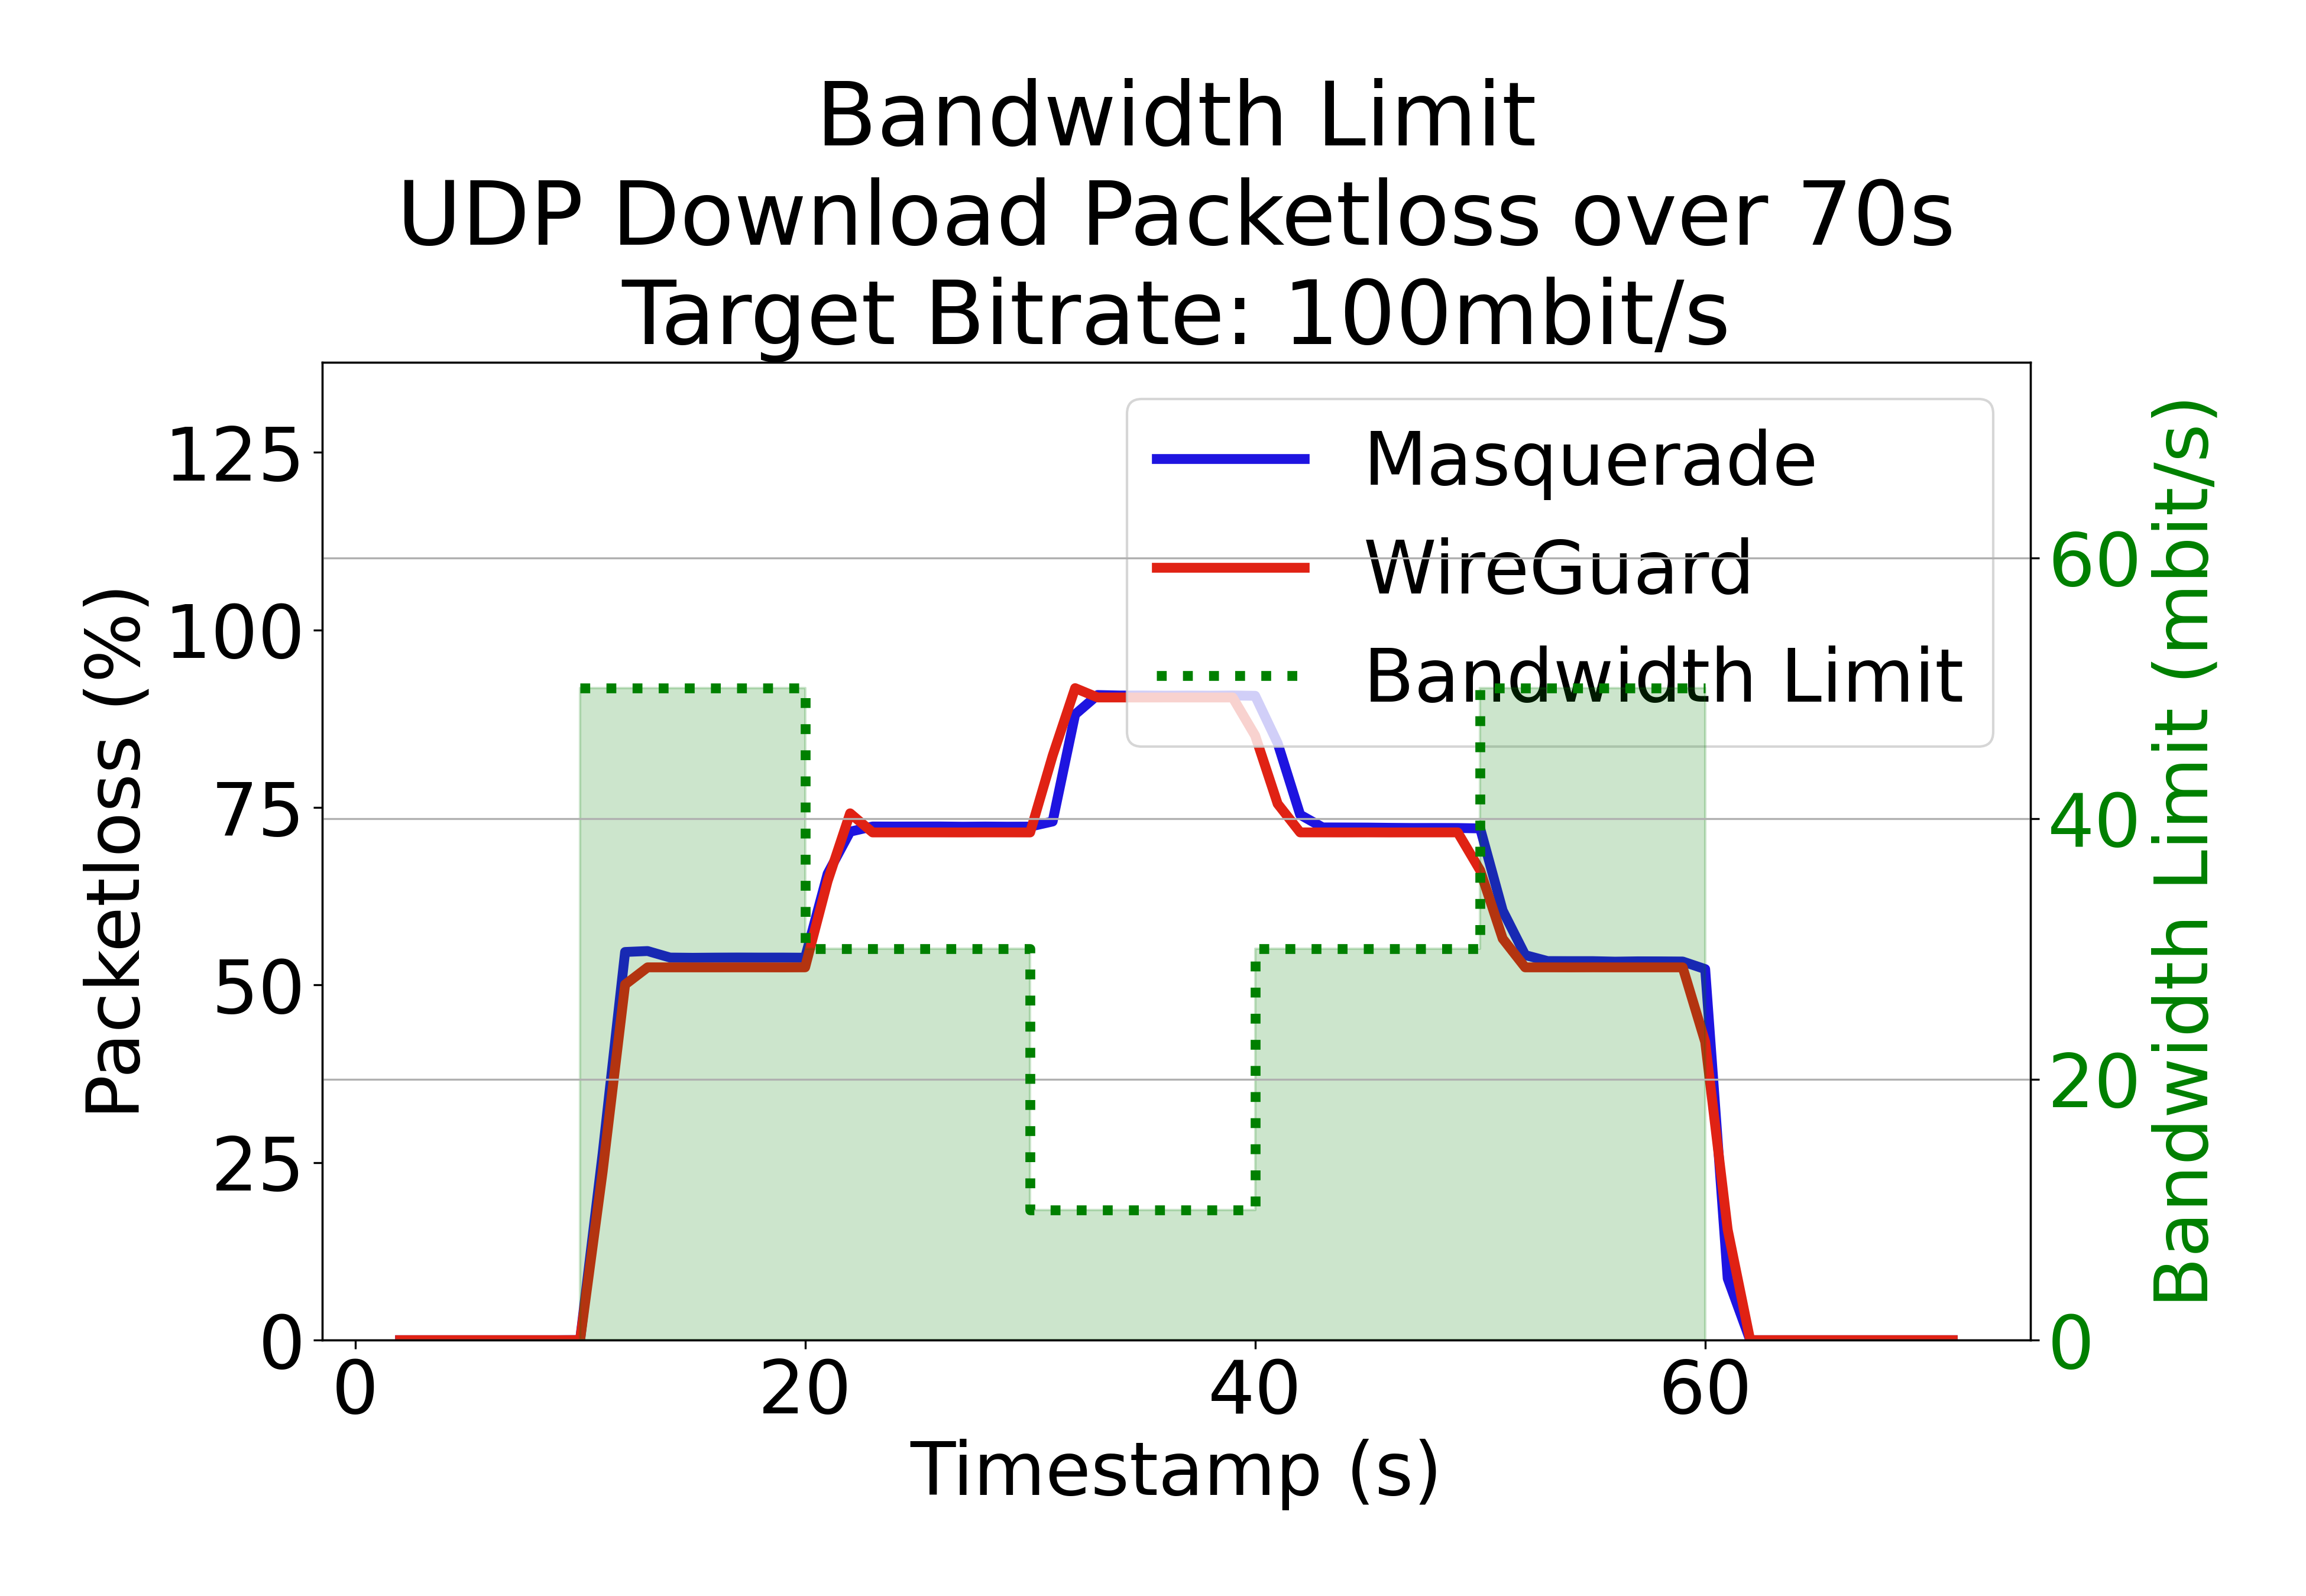 Bandwidth Limit
UDP Download Packetloss over 70s
Target Bitrate: 100mbit/s
Packetloss (%)
125
100
75
50
25
0
Masquerade
WireGuard
Bandwidth Limit
60
40
20
0
Bandwidth Limit (mbit/s)
0 20 40 60
Timestamp (s)